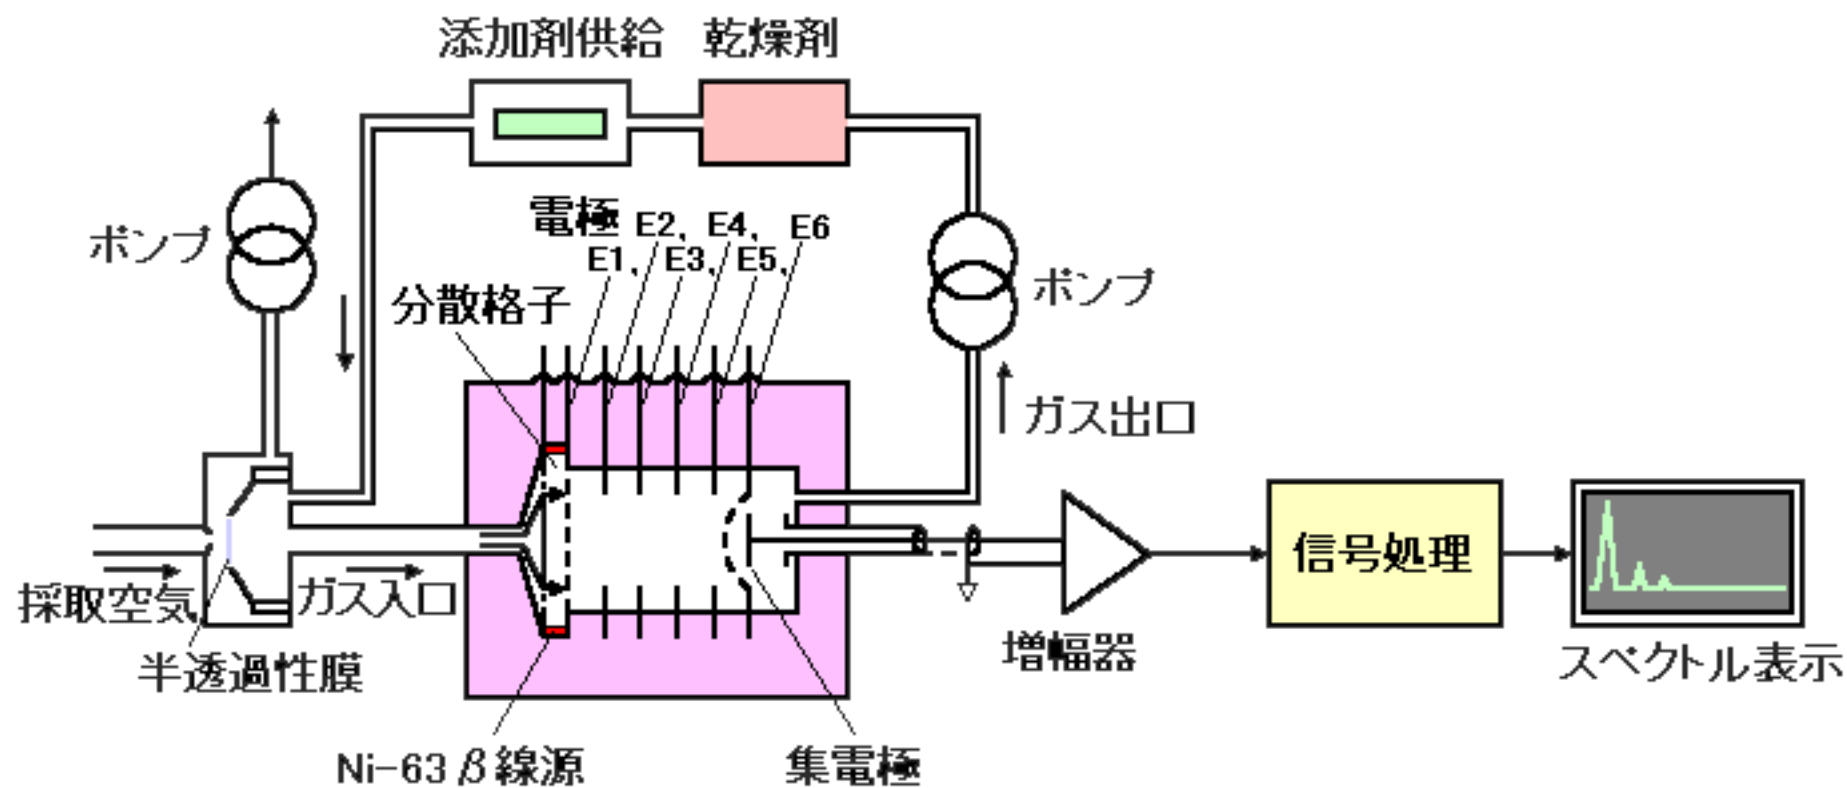 添加剤供給 乾燥剤
電極 E2、E4、E6
E1、E3、E5、
ポンプ
ポンプ
分散格子
ガス出口
採取空気
ガス入口
信号処理
半透過性膜
増幅器
スペクトル表示
Ni-63β線源
集電極